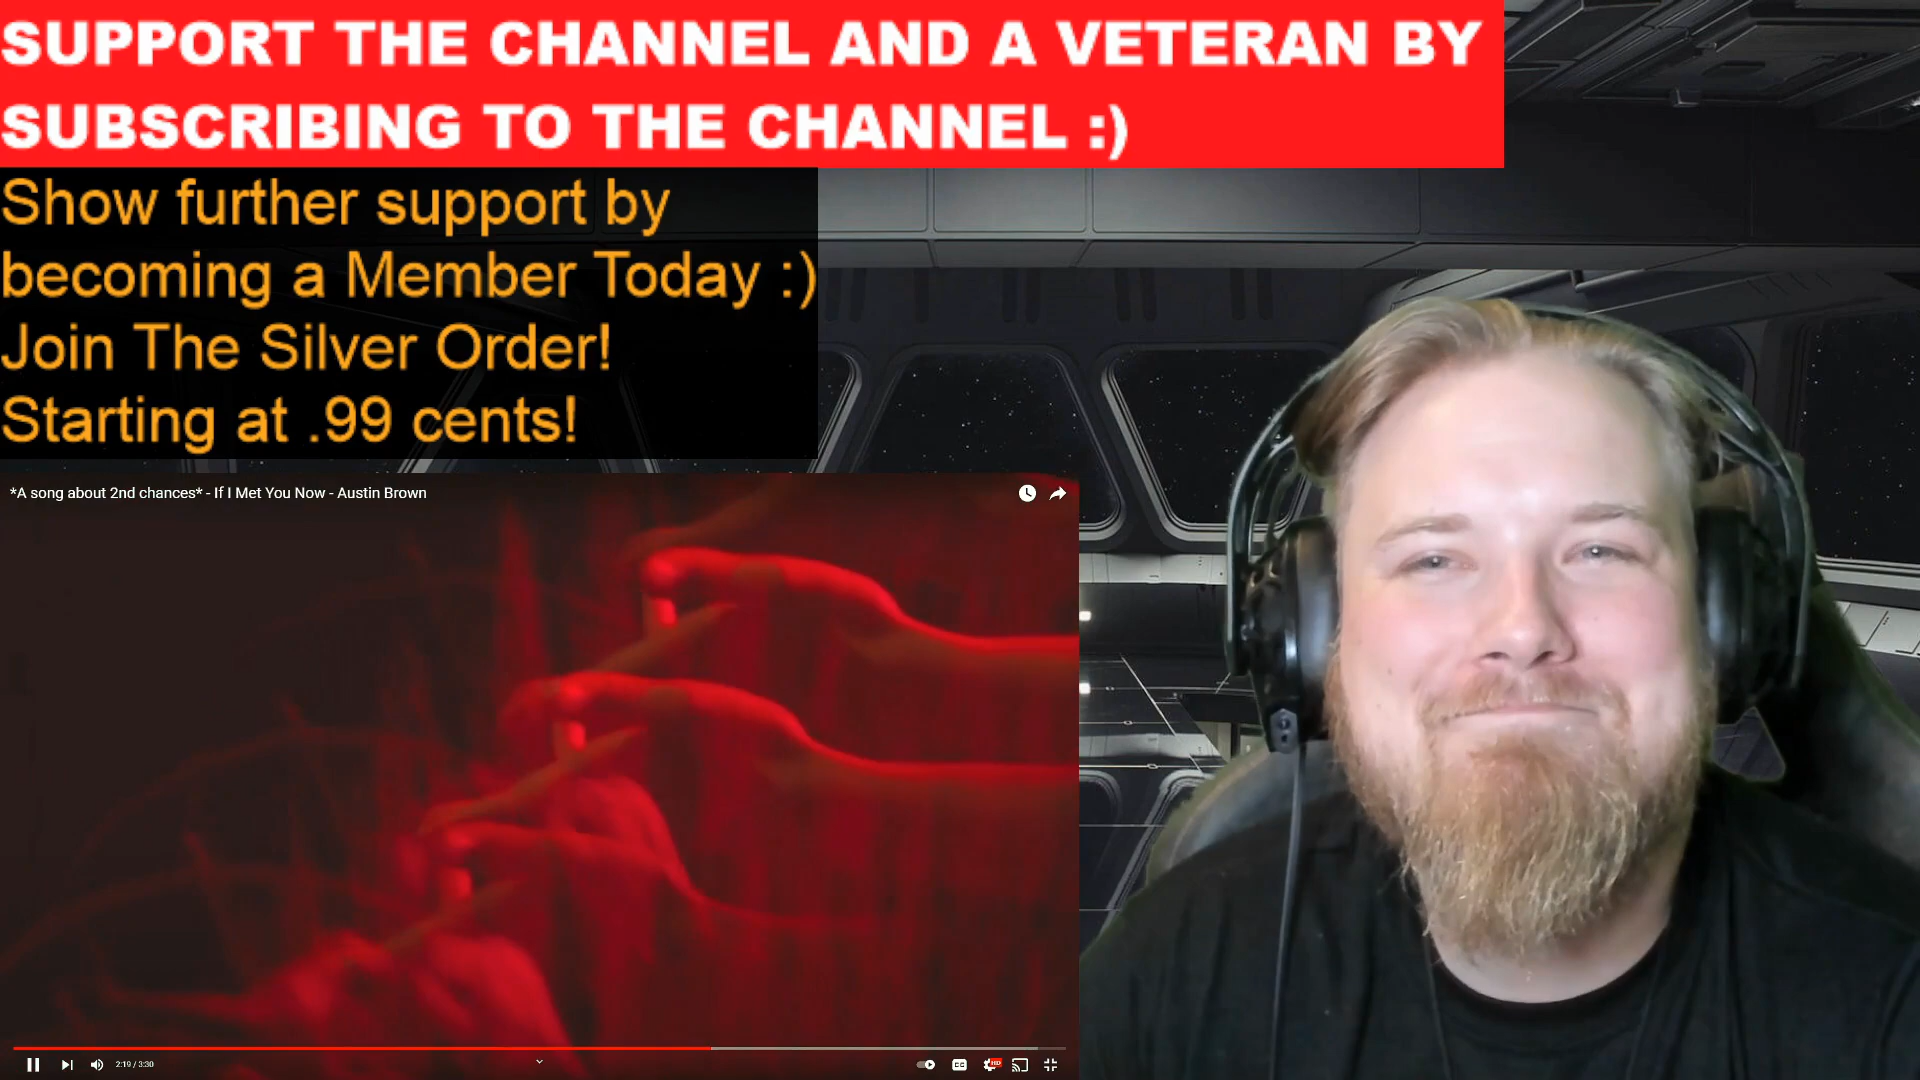 SUPPORT THE CHANNEL AND A VETERAN BY
SUBSCRIBING TO THE CHANNEL :)
Show further support by
becoming a Member Today :)
Join The Silver Order!
Starting at .99 cents!
*A song about 2nd chances* - If I Met You Now - Austin Brown
2:19 / 3:30
CC
HD